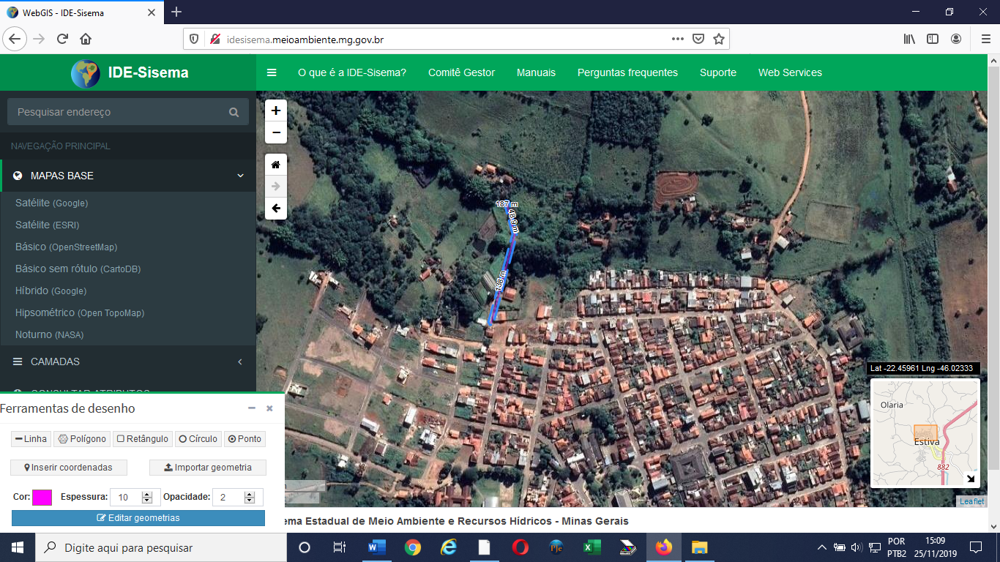 WebGIS - IDE-Sisema
idesisema.meioambiente.mg.gov.br
IDE-Sisema
O que é a IDE-Sisema? Comitê Gestor Manuais Perguntas frequentes Suporte Web Services
Pesquisar endereço
NAVEGAÇÃO PRINCIPAL
MAPAS BASE
Satélite (Google)
Satélite (ESRI)
Básico (OpenStreetMap)
Básico sem rótulo (CartoDB)
Híbrido (Google)
Hipsométrico (Open TopoMap)
Noturno (NASA)
CAMADAS
CONSULTAR ATRIBUTOS
187 m
48.9 m
138 m
Lat -22.45961 Lng -46.02333
Olaria
Estiva
882
Leaflet
Ferramentas de desenho
Linha Polígono Retângulo Círculo Ponto
Inserir coordenadas Importar geometria
Cor: Espessura: 10 Opacidade: 2
Editar geometrias
ema Estadual de Meio Ambiente e Recursos Hídricos - Minas Gerais
Digite aqui para pesquisar
POR
PTB2
15:09
25/11/2019